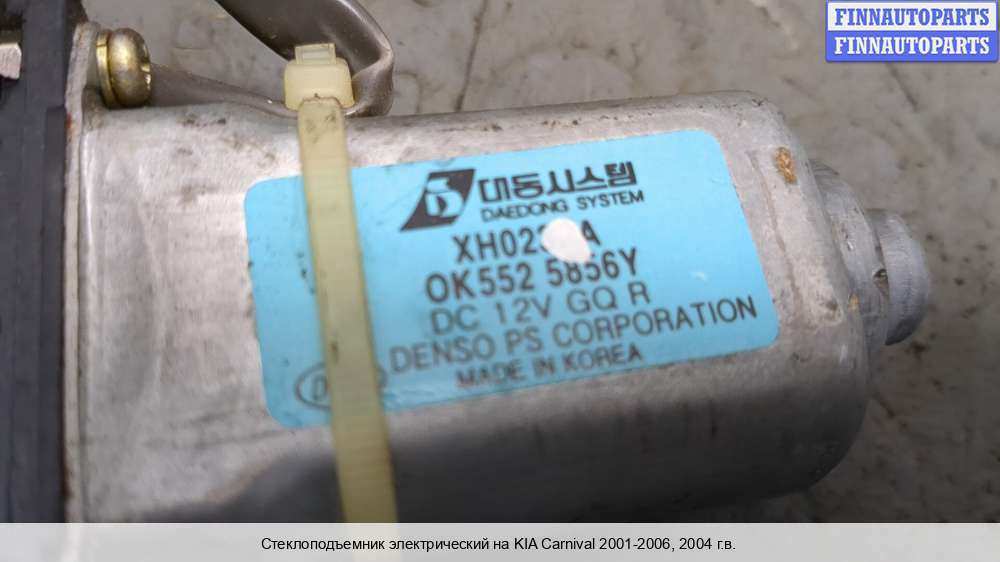 FINNAUTOPARTS
FINNAUTOPARTS
대동시스템
DAEDONG SYSTEM
OK552 5856Y
DC 12V GQ R
DENSO PS CORPORATION
MADE IN KOREA
Стеклоподъемник электрический на KIA Carnival 2001-2006, 2004 г.в.